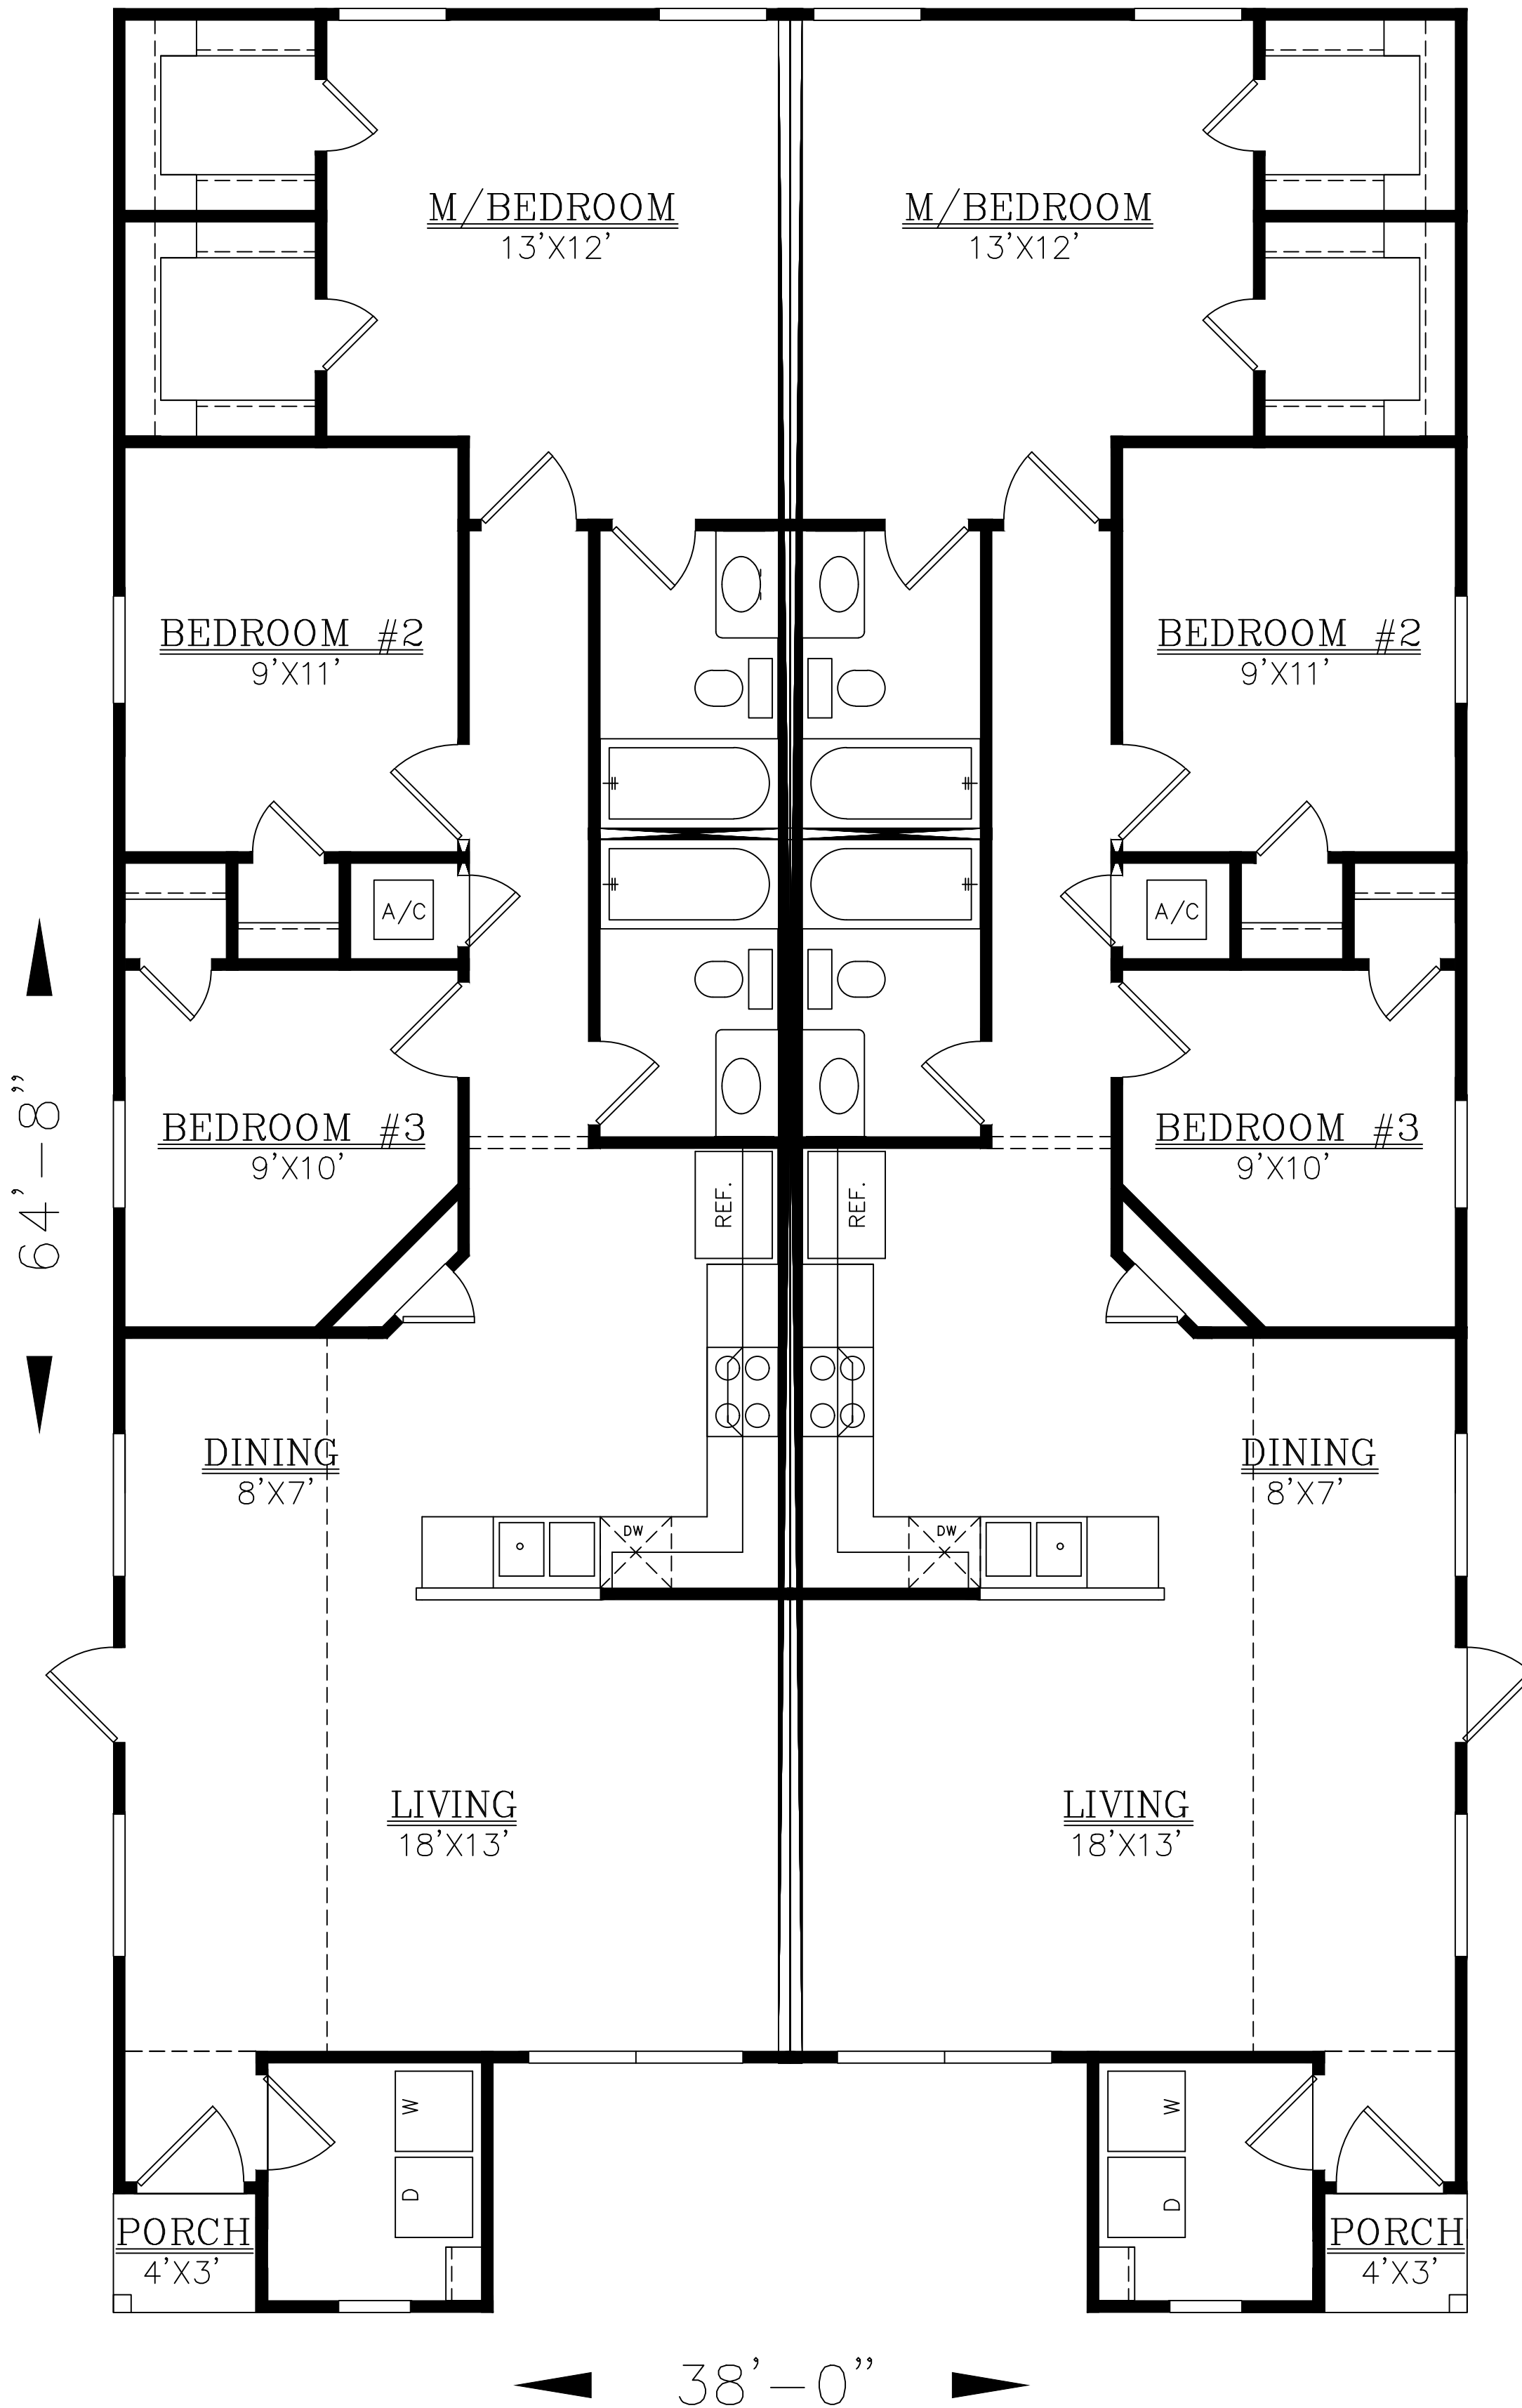 M/BEDROOM
13'X12'
M/BEDROOM
13'X12'
BEDROOM #2
9'X11'
BEDROOM #2
9'X11'
A/C
A/C
64'-8"
BEDROOM #3
9'X10'
BEDROOM #3
9'X10'
REF.
REF.
DINING
8'X7'
DINING
8'X7'
DW
DW
LIVING
18'X13'
LIVING
18'X13'
W
W
D
D
PORCH
4'X3'
PORCH
4'X3'
38'-0"